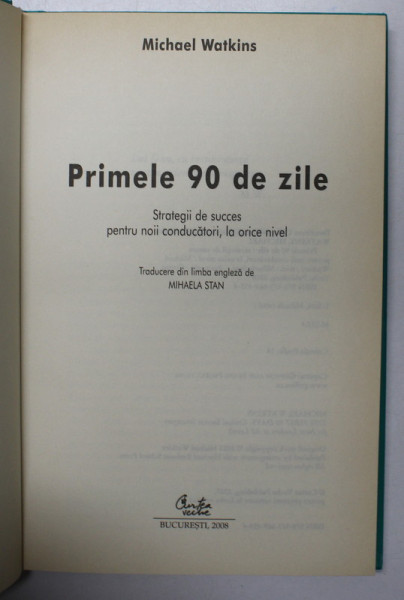 Michael Watkins
Primele 90 de zile
Strategii de succes
pentru noii conducători, la orice nivel
Traducere din limba engleză de
MIHAELA STAN
Curtea
veche
BUCUREȘTI, 2008